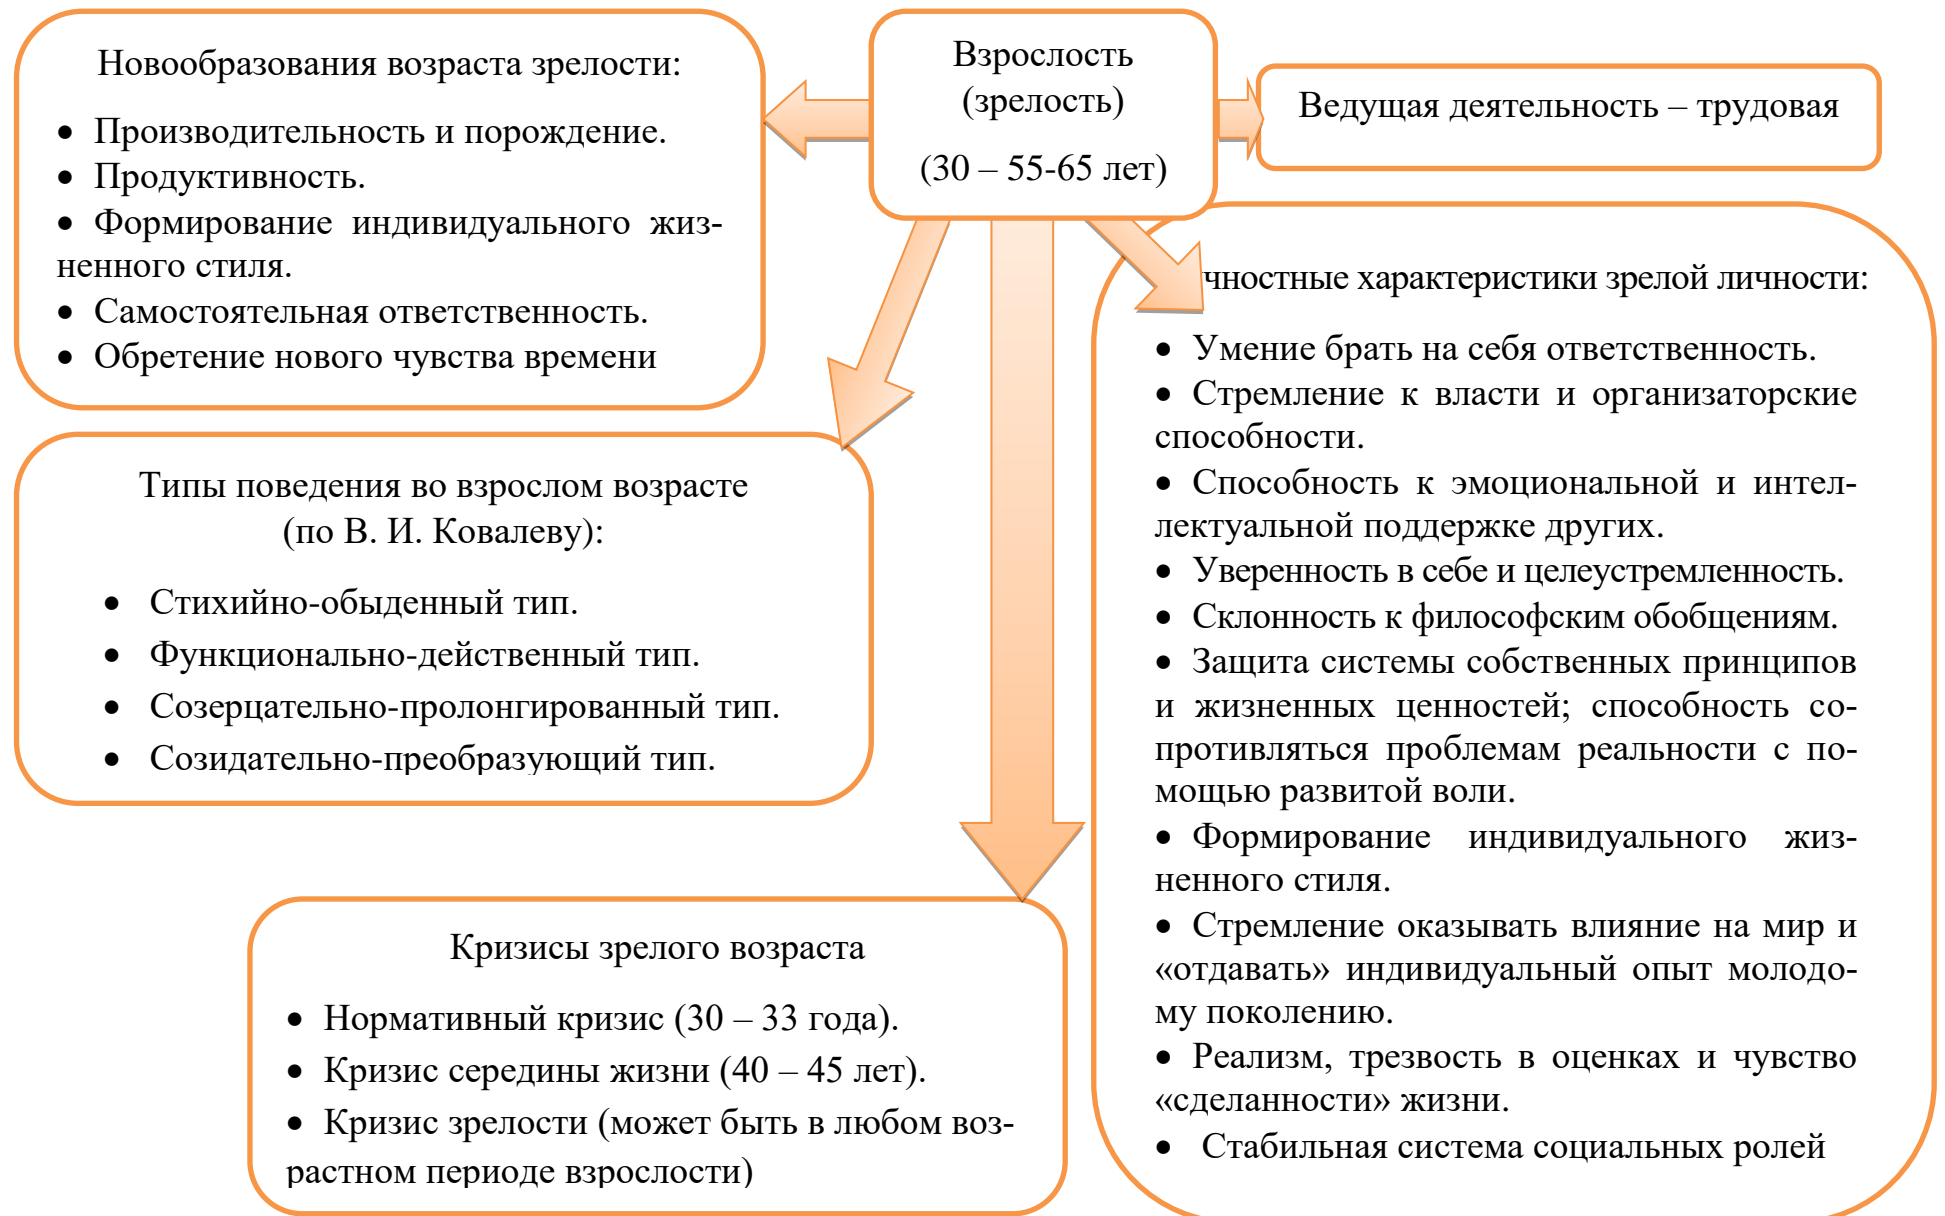 Новообразования возраста зрелости:
• Производительность и порождение.
• Продуктивность.
• Формирование индивидуального жиз-
ненного стиля.
• Самостоятельная ответственность.
• Обретение нового чувства времени
Взрослость
(зрелость)
(30 – 55-65 лет)
Ведущая деятельность – трудовая
Типы поведения во взрослом возрасте
(по В. И. Ковалеву):
• Стихийно-обыденный тип.
• Функционально-действенный тип.
• Созерцательно-пролонгированный тип.
• Созидательно-преобразующий тип.
Кризисы зрелого возраста
• Нормативный кризис (30 – 33 года).
• Кризис середины жизни (40 – 45 лет).
• Кризис зрелости (может быть в любом воз-
растном периоде взрослости)
чностные характеристики зрелой личности:
• Умение брать на себя ответственность.
• Стремление к власти и организаторские
способности.
• Способность к эмоциональной и интел-
лектуальной поддержке других.
• Уверенность в себе и целеустремленность.
• Склонность к философским обобщениям.
• Защита системы собственных принципов
и жизненных ценностей; способность со-
противляться проблемам реальности с по-
мощью развитой воли.
• Формирование индивидуального жиз-
ненного стиля.
• Стремление оказывать влияние на мир и
«отдавать» индивидуальный опыт молодо-
му поколению.
• Реализм, трезвость в оценках и чувство
«сделанности» жизни.
• Стабильная система социальных ролей